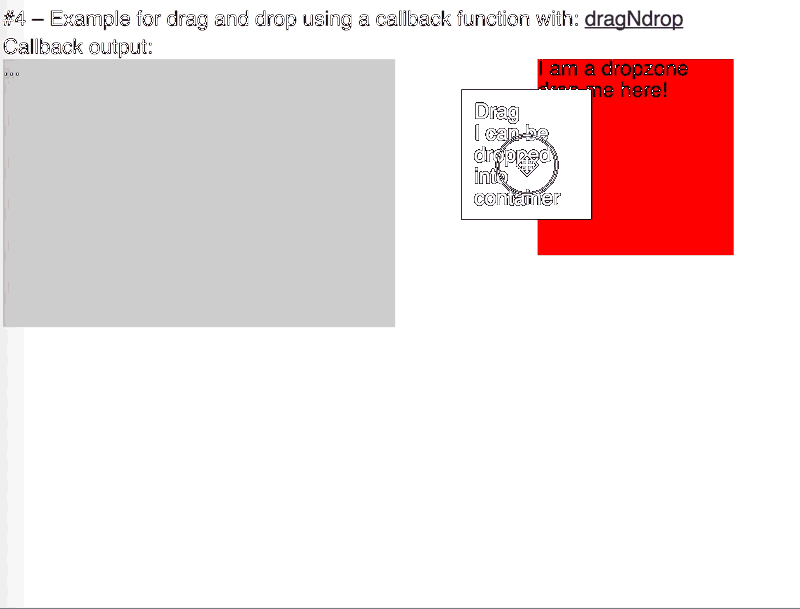 #4 – Example for drag and drop using a callback function with: dragNdrop
Callback output:
...
I am a dropzone
me here!
Drag
I can be
dropped
into
container